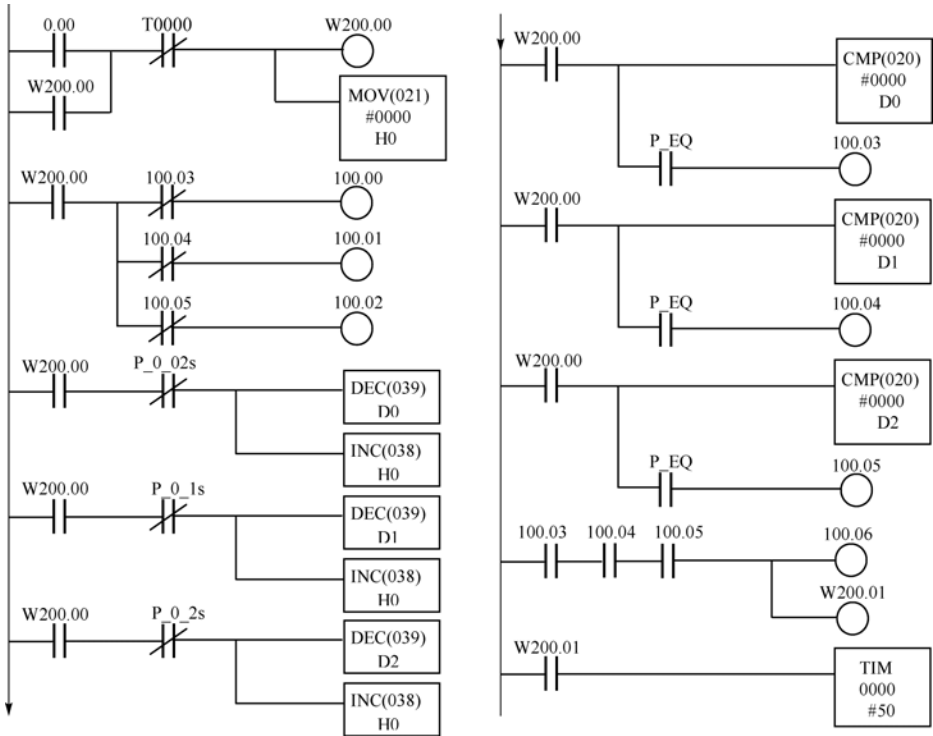 0.00 T0000 W200.00
W200.00
MOV(021)
#0000
H0
W200.00 100.03 100.00
100.04 100.01
100.05 100.02
W200.00 P_0_02s
DEC(039)
D0
INC(038)
H0
W200.00 P_0_1s
DEC(039)
D1
INC(038)
H0
W200.00 P_0_2s
DEC(039)
D2
INC(038)
H0
W200.00
CMP(020)
#0000
D0
P_EQ 100.03
W200.00
CMP(020)
#0000
D1
P_EQ 100.04
W200.00
CMP(020)
#0000
D2
P_EQ 100.05
100.03 100.04 100.05 100.06
W200.01
W200.01
TIM
0000
#50